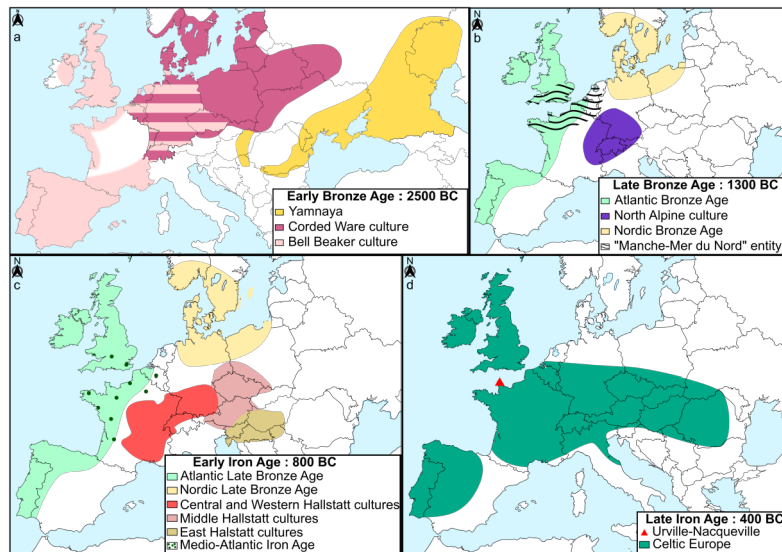 N
a
Early Bronze Age : 2500 BC
Yamnaya
Corded Ware culture
Bell Beaker culture
N
b
Late Bronze Age : 1300 BC
Atlantic Bronze Age
North Alpine culture
Nordic Bronze Age
"Manche-Mer du Nord" entity
N
c
Early Iron Age : 800 BC
Atlantic Late Bronze Age
Nordic Late Bronze Age
Central and Western Hallstatt cultures
Middle Hallstatt cultures
East Halstatt cultures
Medio-Atlantic Iron Age
N
d
Late Iron Age : 400 BC
Urville-Nacqueville
Celtic Europe